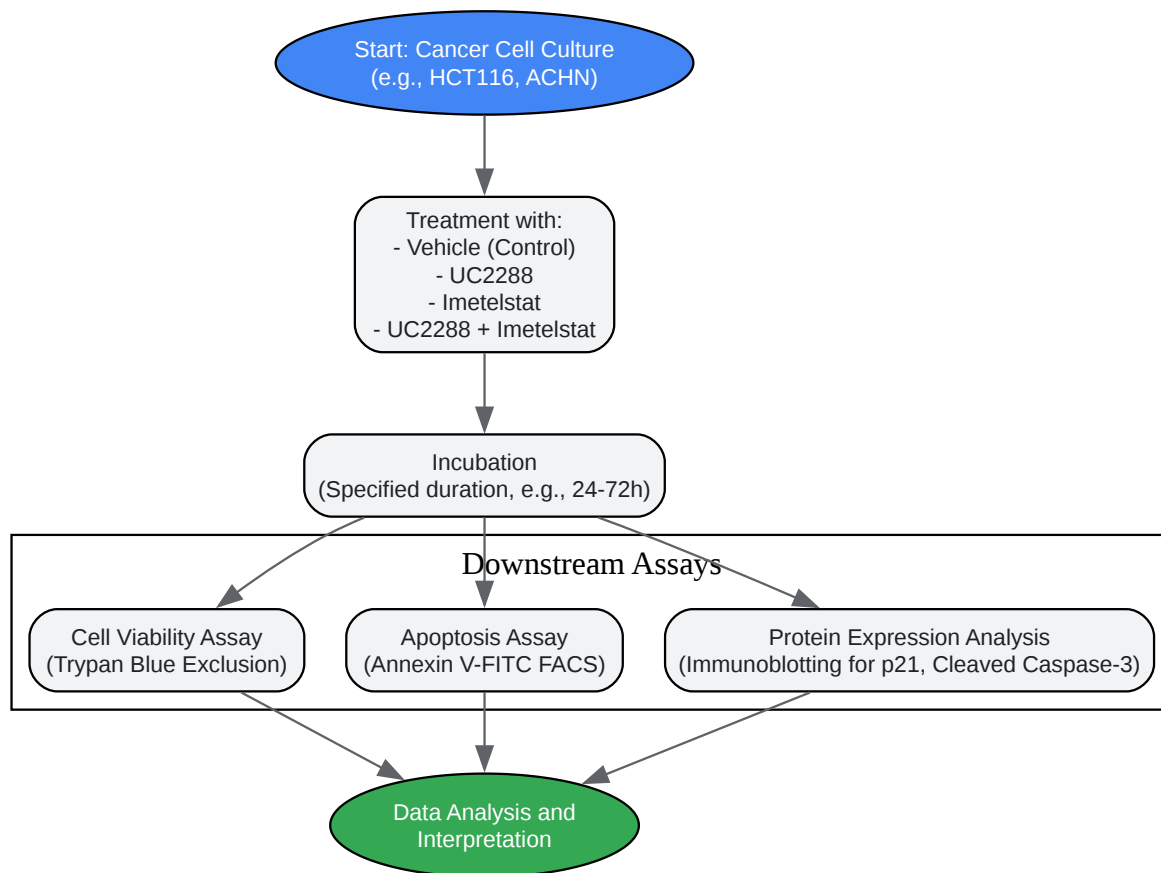 Start: Cancer Cell Culture
(e.g., HCT116, ACHN)
Treatment with:
- Vehicle (Control)
- UC2288
- Imetelstat
- UC2288 + Imetelstat
Incubation
(Specified duration, e.g., 24-72h)
Downstream Assays
Cell Viability Assay
(Trypan Blue Exclusion)
Apoptosis Assay
(Annexin V-FITC FACS)
Protein Expression Analysis
(Immunoblotting for p21, Cleaved Caspase-3)
Data Analysis and
Interpretation